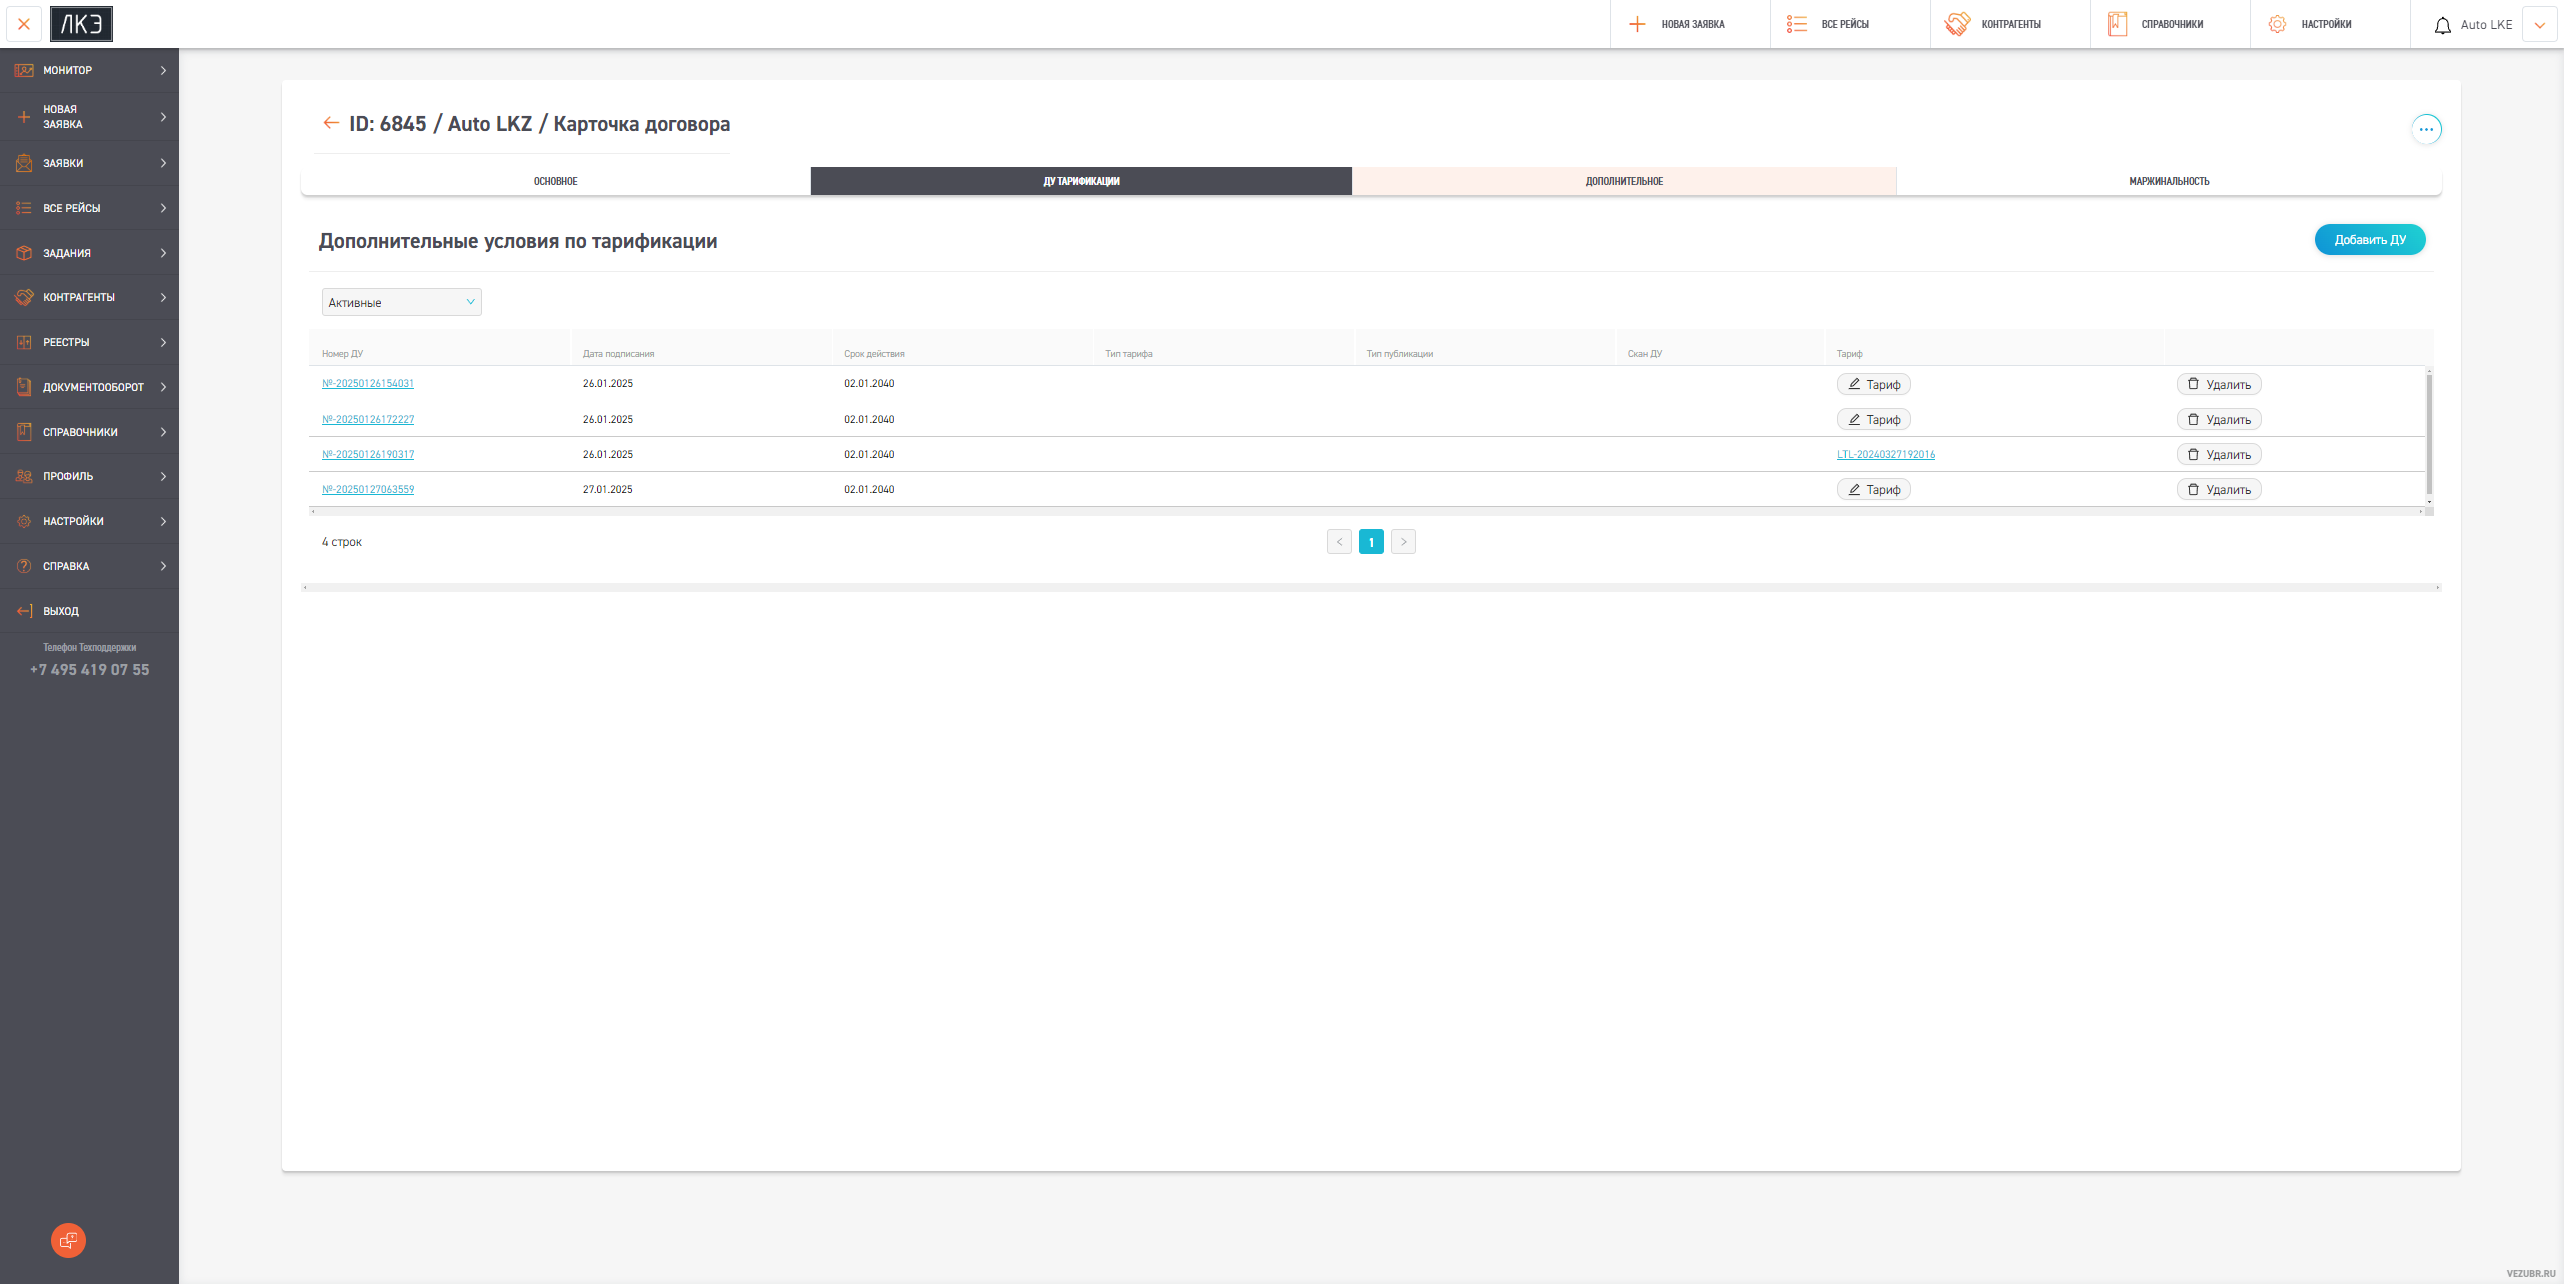 ЛКЭ
НОВАЯ ЗАЯВКА
ВСЕ РЕЙСЫ
КОНТРАГЕНТЫ
СПРАВОЧНИКИ
НАСТРОЙКИ
Auto LKE
МОНИТОР
НОВАЯ
ЗАЯВКА
ЗАЯВКИ
ВСЕ РЕЙСЫ
ЗАДАНИЯ
КОНТРАГЕНТЫ
РЕЕСТРЫ
ДОКУМЕНТООБОРОТ
СПРАВОЧНИКИ
ПРОФИЛЬ
НАСТРОЙКИ
СПРАВКА
ВЫХОД
Телефон Техподдержки
+7 495 419 07 55
ID: 6845 / Auto LKZ / Карточка договора
ОСНОВНОЕ ДУ ТАРИФИКАЦИИ ДОПОЛНИТЕЛЬНОЕ МАРЖИНАЛЬНОСТЬ
Дополнительные условия по тарификации
Добавить ДУ
Активные
Номер ДУ Дата подписания Срок действия Тип тарифа Тип публикации Скан ДУ Тариф
№-20250126154031 26.01.2025 02.01.2040 Тариф Удалить
№-20250126172227 26.01.2025 02.01.2040 Тариф Удалить
№-20250126190317 26.01.2025 02.01.2040 LTL-20240327192016 Удалить
№-20250127063559 27.01.2025 02.01.2040 Тариф Удалить
4 строк
< 1 >
VEZUBR.RU